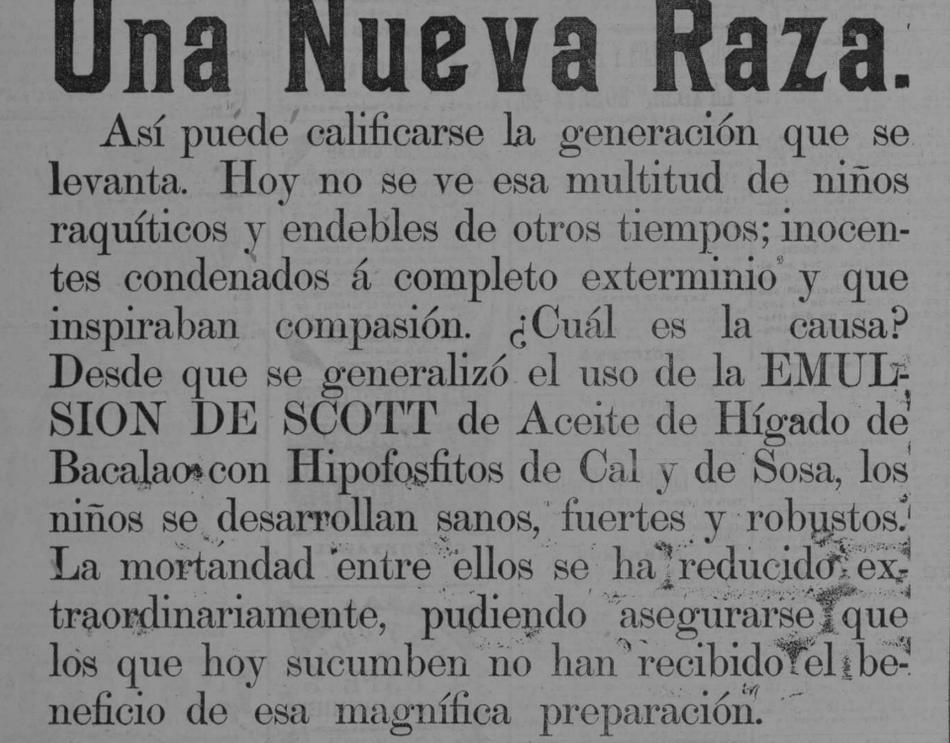 Una Nueva Raza.
Así puede calificarse la generación que se
levanta. Hoy no se ve esa multitud de niños
raquíticos y endebles de otros tiempos; inocen-
tes condenados á completo exterminio y que
inspiraban compasión. ¿Cuál es la causa?
Desde que se generalizó el uso de la EMUL-
SION DE SCOTT de Aceite de Hígado de
Bacalao con Hipofosfitos de Cal y de Sosa, los
niños se desarrollan sanos, fuertes y robustos.
La mortandad entre ellos se ha reducido ex-
traordinariamente, pudiendo asegurarse que
los que hoy sucumben no han recibido el be-
neficio de esa magnífica preparación.